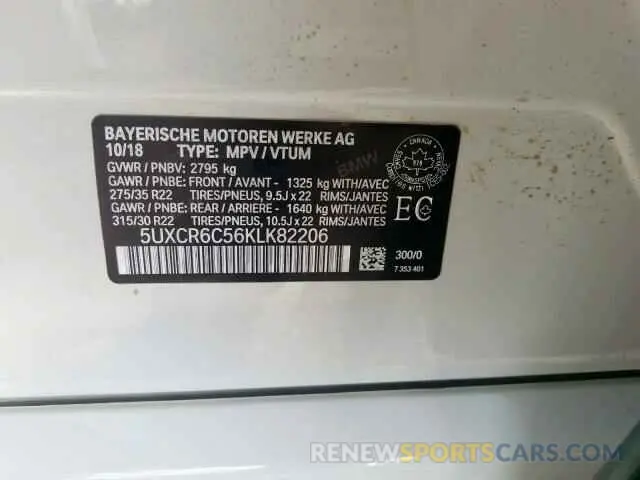 BAYERISCHE MOTOREN WERKE AG
10/18 TYPE: MPV / VTUM
GVWR / PNBV: 2795 kg
GAWR / PNBE: FRONT / AVANT - 1325 kg WITH/AVEC
275/35 R22 TIRES/PNEUS, 9.5J x 22 RIMS/JANTES
GAWR / PNBE: REAR / ARRIERE - 1640 kg WITH/AVEC
315/30 R22 TIRES/PNEUS, 10.5J x 22 RIMS/JANTES
5UXCR6C56KLK82206
BMW
CANADA
EC
300/0
7 353 401
RENEWSPORTSCARS.COM